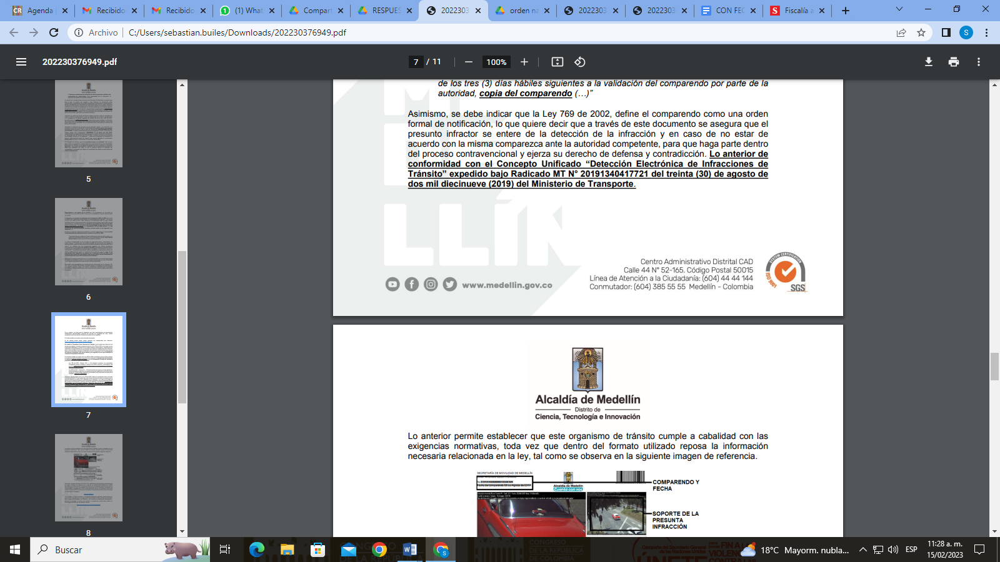 Agenda
Recibido
Recibido
(1) What
Compart
RESPUES
2022303
orden na
2022303
2022303
CON FEC
Fiscalía a
Archivo
C:/Users/sebastian.builes/Downloads/202230376949.pdf
202230376949.pdf
7 / 11
100%
de los tres (3) días hábiles siguientes a la validación del comparendo por parte de la
autoridad, copia del comparendo (…)”
Asimismo, se debe indicar que la Ley 769 de 2002, define el comparendo como una orden
formal de notificación, lo que quiere decir que a través de este documento se asegura que el
presunto infractor se entere de la detección de la infracción y en caso de no estar de
acuerdo con la misma comparezca ante la autoridad competente, para que haga parte dentro
del proceso contravencional y ejerza su derecho de defensa y contradicción. Lo anterior de
conformidad con el Concepto Unificado “Detección Electrónica de Infracciones de
Tránsito” expedido bajo Radicado MT N° 20191340417721 del treinta (30) de agosto de
dos mil diecinueve (2019) del Ministerio de Transporte.
LLÍN
Centro Administrativo Distrital CAD
Calle 44 N° 52-165. Código Postal 50015
Línea de Atención a la Ciudadanía: (604) 44 44 144
Conmutador: (604) 385 55 55 Medellín - Colombia
www.medellin.gov.co
SYSTEM CERTIFICATION
ISO 9001
SGS
5
6
7
8
Alcaldía de Medellín
Distrito de
Ciencia, Tecnología e Innovación
Lo anterior permite establecer que este organismo de tránsito cumple a cabalidad con las
exigencias normativas, toda vez que dentro del formato utilizado reposa la información
necesaria relacionada en la ley, tal como se observa en la siguiente imagen de referencia.
SECRETARÍA DE MOVILIDAD DE MEDELLÍN
Alcaldía de Medellín
Cuenta con vos
COMPARENDO Y
FECHA
SOPORTE DE LA
PRESUNTA
INFRACCIÓN
Buscar
18°C Mayorm. nubla...
ESP
11:28 a. m.
15/02/2023